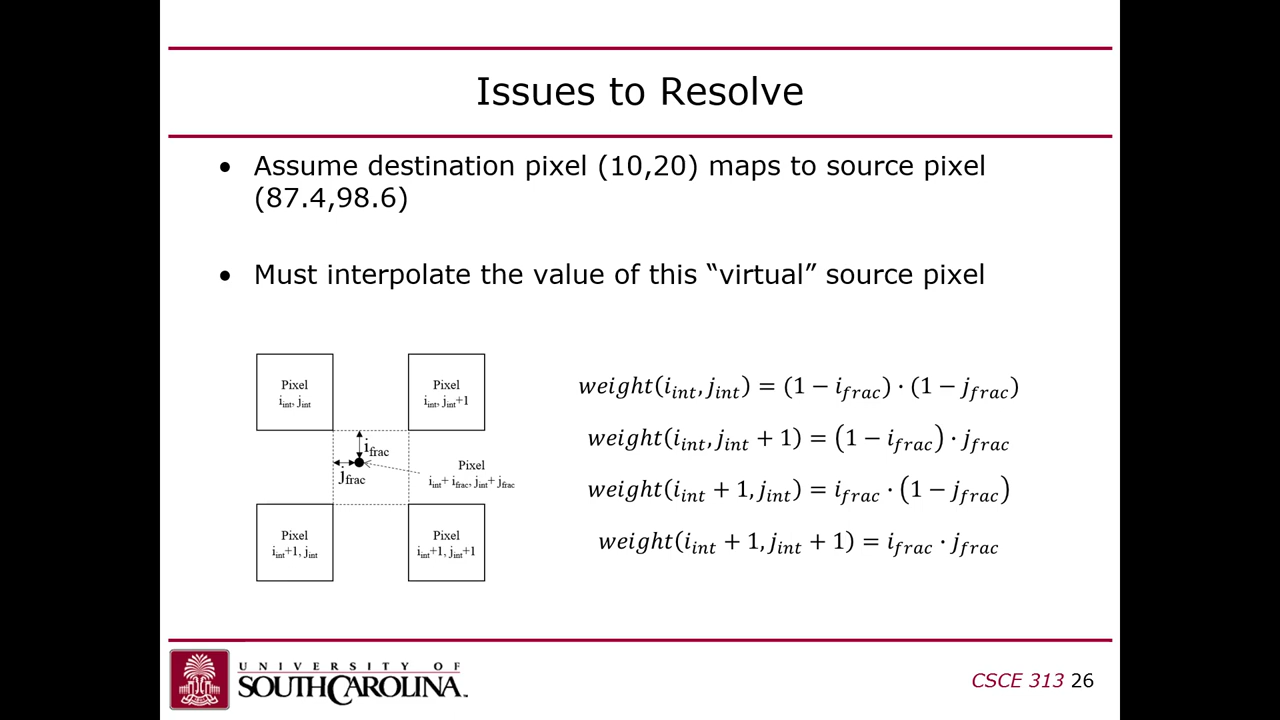 Issues to Resolve
• Assume destination pixel (10,20) maps to source pixel
(87.4,98.6)
• Must interpolate the value of this “virtual” source pixel
Pixel
i_int, j_int
Pixel
i_int, j_int+1
i_frac
j_frac
Pixel
i_int+ i_frac, j_int+ j_frac
Pixel
i_int+1, j_int
Pixel
i_int+1, j_int+1
weight(i_int, j_int) = (1 − i_frac) · (1 − j_frac)
weight(i_int, j_int + 1) = (1 − i_frac) · j_frac
weight(i_int + 1, j_int) = i_frac · (1 − j_frac)
weight(i_int + 1, j_int + 1) = i_frac · j_frac
UNIVERSITY OF
SOUTH CAROLINA™
CSCE 313 26